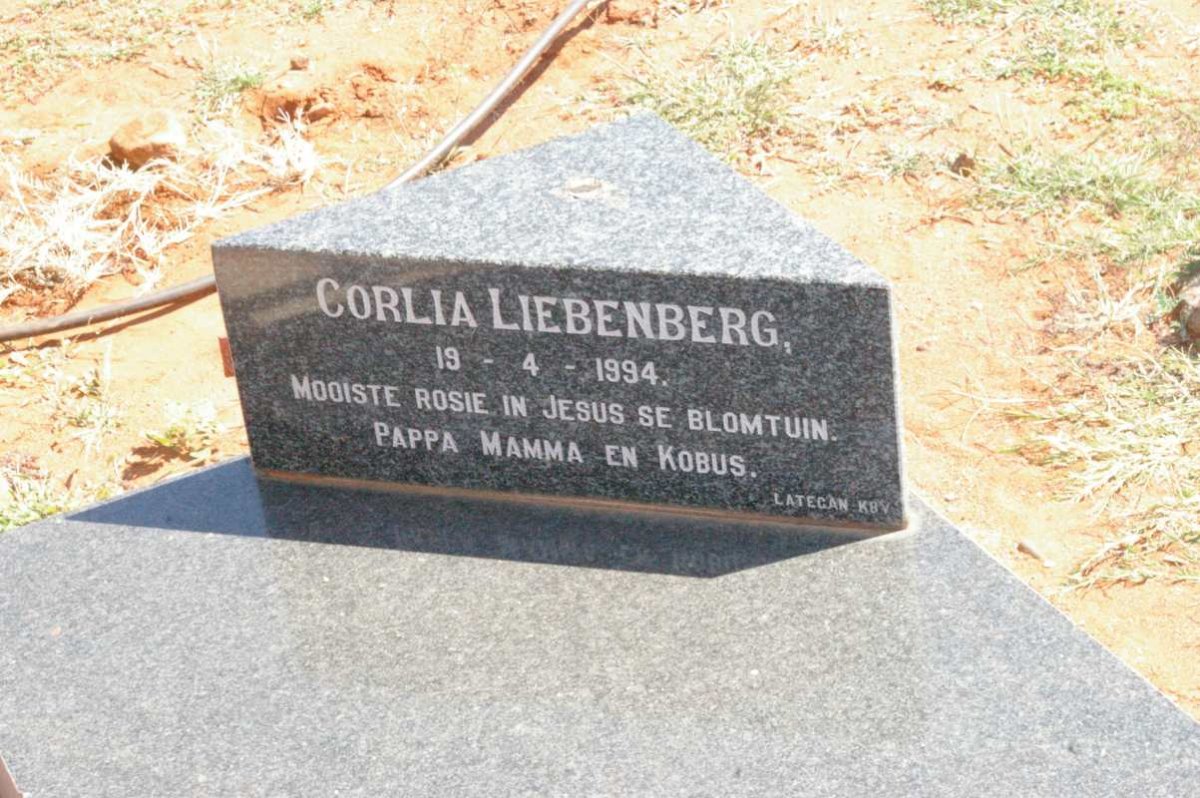 CORLIA LIEBENBERG,
19 - 4 - 1994.
MOOISTE ROSIE IN JESUS SE BLOMTUIN.
PAPPA MAMMA EN KOBUS.
LATEGAN KBY